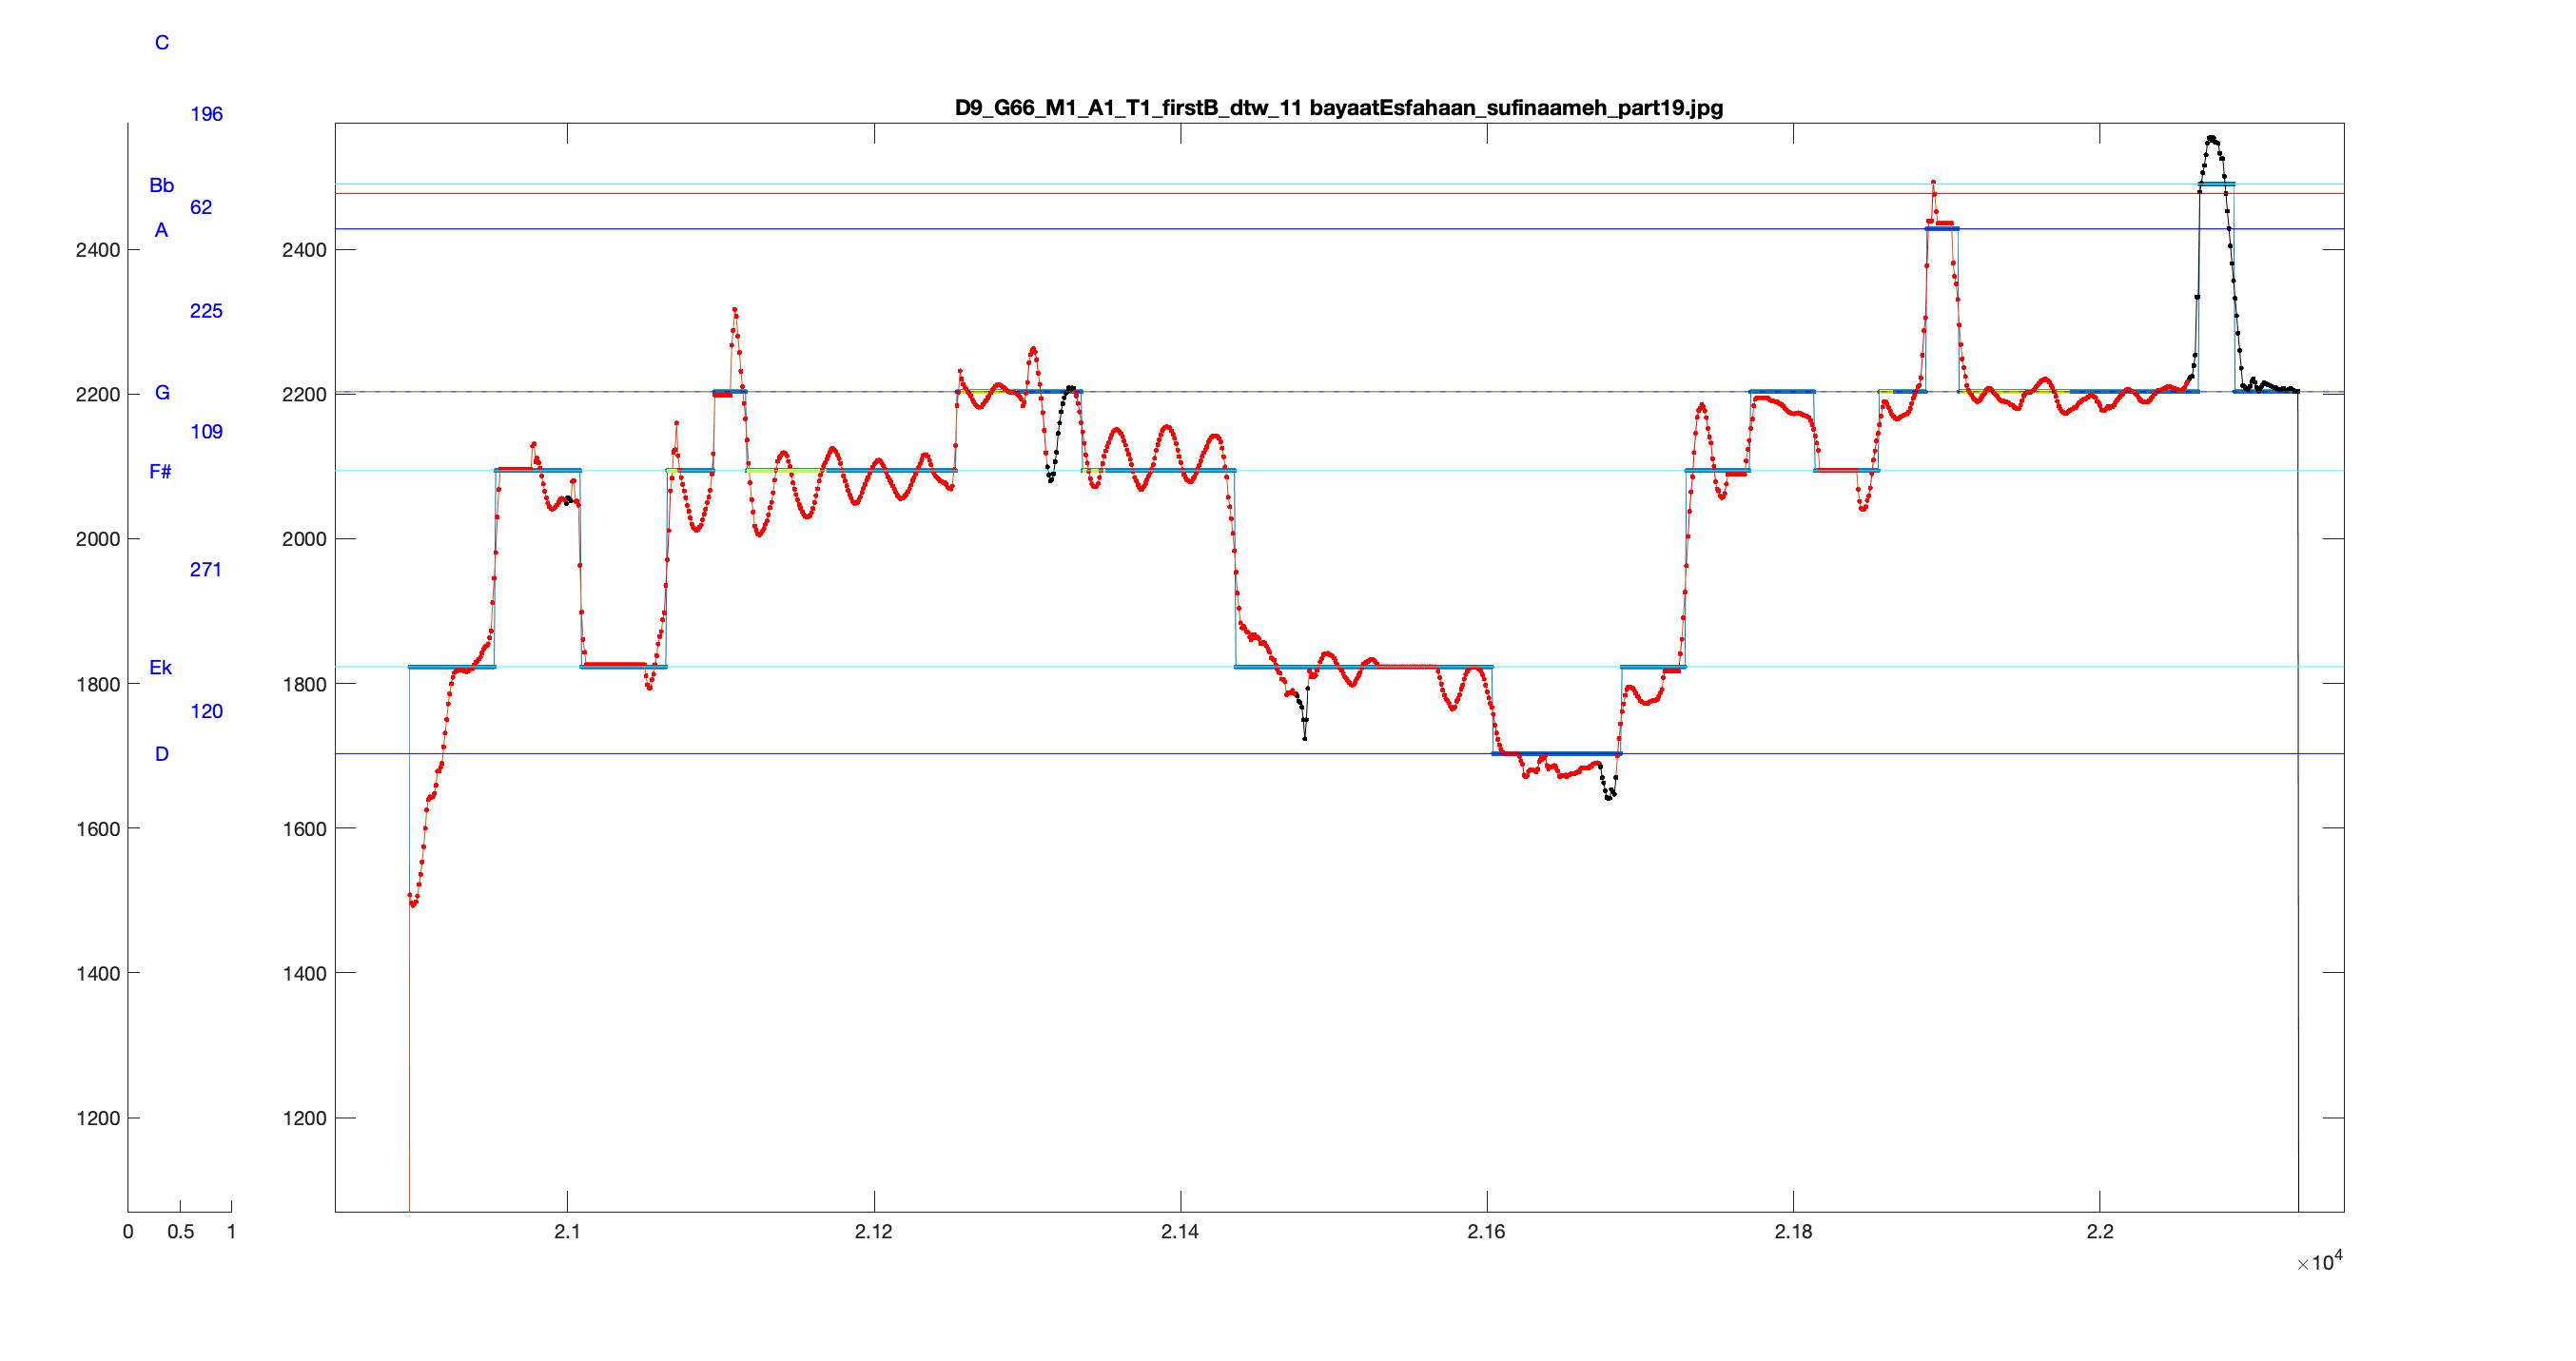 C
196
D9_G66_M1_A1_T1_firstB_dtw_11 bayaatEsfahaan_sufinaameh_part19.jpg
Bb
62
A
2400 2400
225
G
2200 2200
109
F#
2000 2000
271
Ek
1800 1800
120
D
1600 1600
1400 1400
1200 1200
0 0.5 1 2.1 2.12 2.14 2.16 2.18 2.2
×10⁴